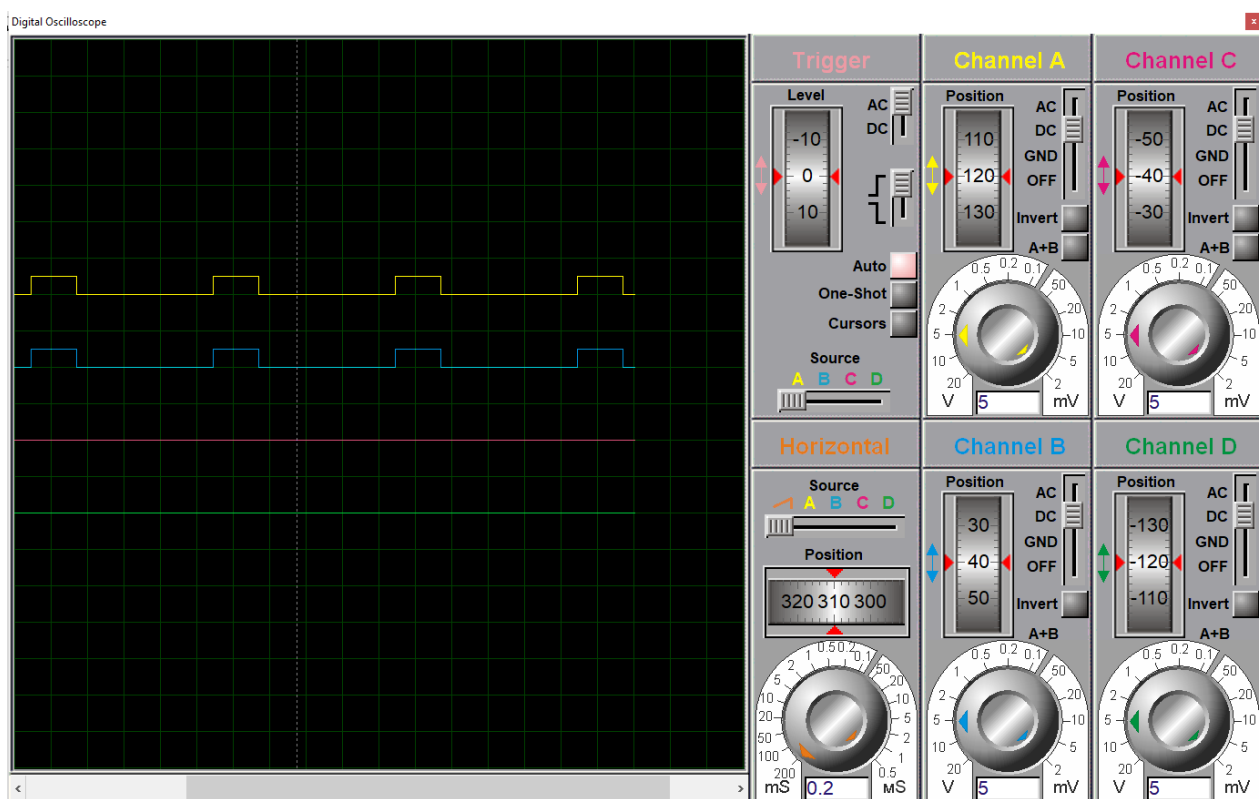 Digital Oscilloscope
x
Trigger
Level
-10
0
10
AC
DC
Auto
One-Shot
Cursors
Source
A B C D
Channel A
Position
110
120
130
AC
DC
GND
OFF
Invert
A+B
20 10 5 2 1 0.5 0.2 0.1 50 20 10 5 2
V
5
mV
Channel C
Position
-50
-40
-30
AC
DC
GND
OFF
Invert
A+B
20 10 5 2 1 0.5 0.2 0.1 50 20 10 5 2
V
5
mV
Horizontal
Source
A B C D
Position
320 310 300
200 100 50 20 10 5 2 1 0.5 0.2 0.1 50 20 10 5 2 1 0.5
mS
0.2
мS
Channel B
Position
30
40
50
AC
DC
GND
OFF
Invert
A+B
20 10 5 2 1 0.5 0.2 0.1 50 20 10 5 2
V
5
mV
Channel D
Position
-130
-120
-110
AC
DC
GND
OFF
Invert
A+B
20 10 5 2 1 0.5 0.2 0.1 50 20 10 5 2
V
5
mV